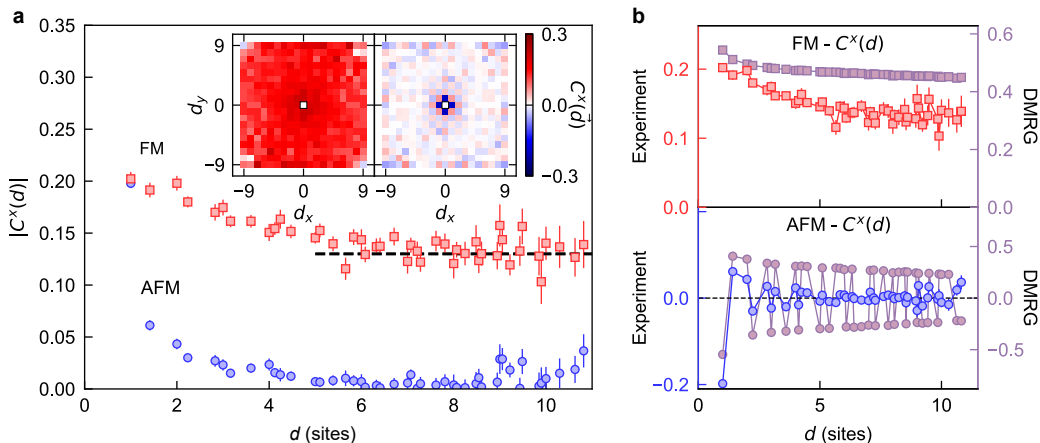 a
0.35
0.30
0.25
0.20
0.15
0.10
0.05
0.00
|Cˣ(d)|
0
2
4
6
8
10
d (sites)
FM
AFM
9
0
−9
d_y
−9
0
9
d_x
−9
0
9
d_x
0.3
0.0
−0.3
Cˣ(d⃗)
b
FM - Cˣ(d)
0.2
0.1
0.0
Experiment
0.6
0.4
0.2
0.0
DMRG
AFM - Cˣ(d)
0.0
−0.2
Experiment
0.5
0.0
−0.5
DMRG
0
5
10
d (sites)